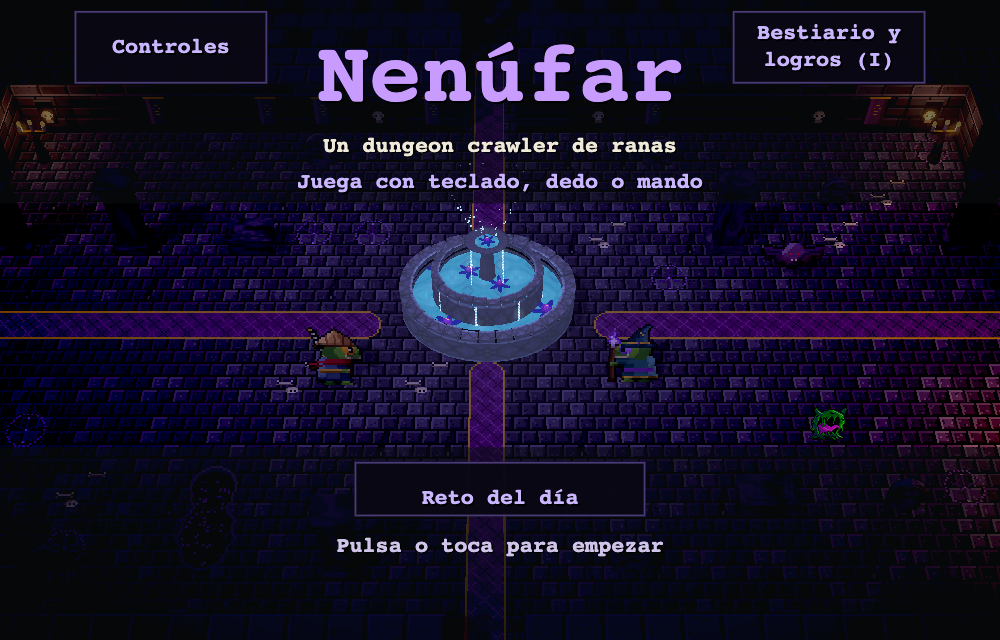 Controles
Nenúfar
Bestiario y
logros (I)
Un dungeon crawler de ranas
Juega con teclado, dedo o mando
Reto del día
Pulsa o toca para empezar